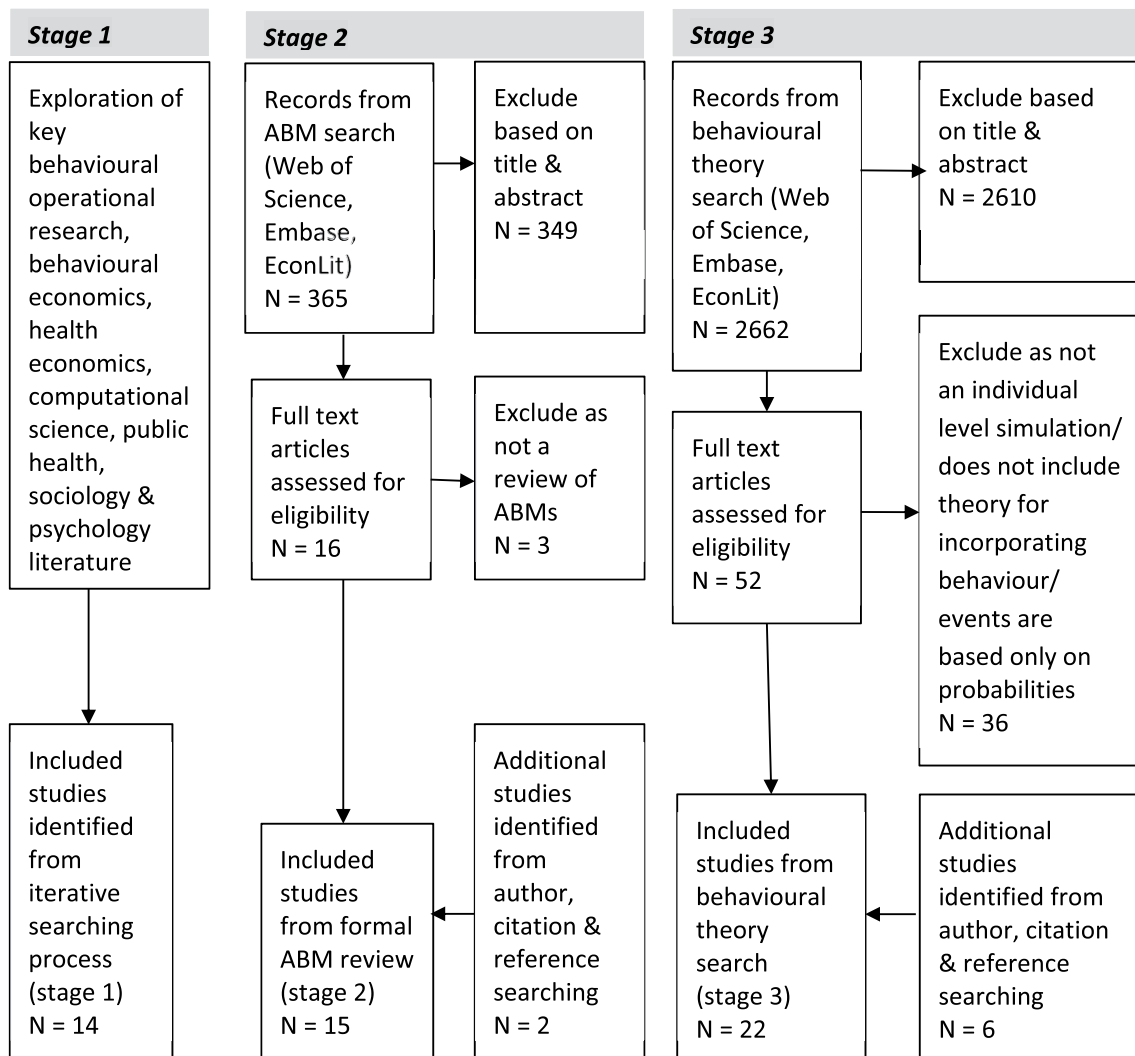 Stage 1
Exploration of
key
behavioural
operational
research,
behavioural
economics,
health
economics,
computational
science, public
health,
sociology &
psychology
literature
Included
studies
identified
from
iterative
searching
process
(stage 1)
N = 14
Stage 2
Records from
ABM search
(Web of
Science,
Embase,
EconLit)
N = 365
Exclude
based on
title &
abstract
N = 349
Full text
articles
assessed for
eligibility
N = 16
Exclude as
not a
review of
ABMs
N = 3
Included
studies
from formal
ABM review
(stage 2)
N = 15
Additional
studies
identified
from
author,
citation &
reference
searching
N = 2
Stage 3
Records from
behavioural
theory
search (Web
of Science,
Embase,
EconLit)
N = 2662
Exclude based
on title &
abstract
N = 2610
Full text
articles
assessed for
eligibility
N = 52
Exclude as not
an individual
level simulation/
does not include
theory for
incorporating
behaviour/
events are
based only on
probabilities
N = 36
Included
studies from
behavioural
theory
search
(stage 3)
N = 22
Additional
studies
identified from
author, citation
& reference
searching
N = 6